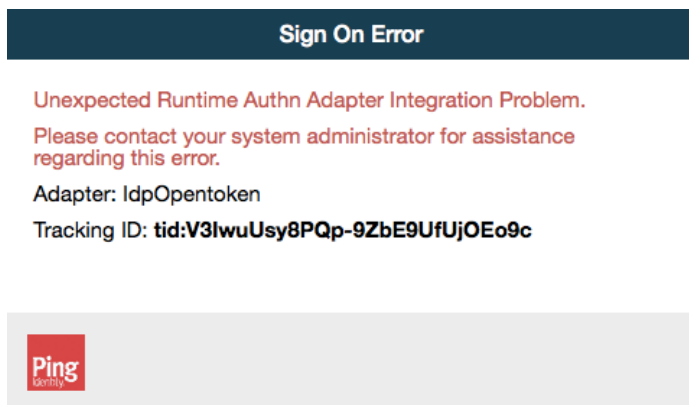 Sign On Error
Unexpected Runtime Authn Adapter Integration Problem.
Please contact your system administrator for assistance
regarding this error.
Adapter: IdpOpentoken
Tracking ID: tid:V3lwuUsy8PQp-9ZbE9UfUjOEo9c
Ping
Identity